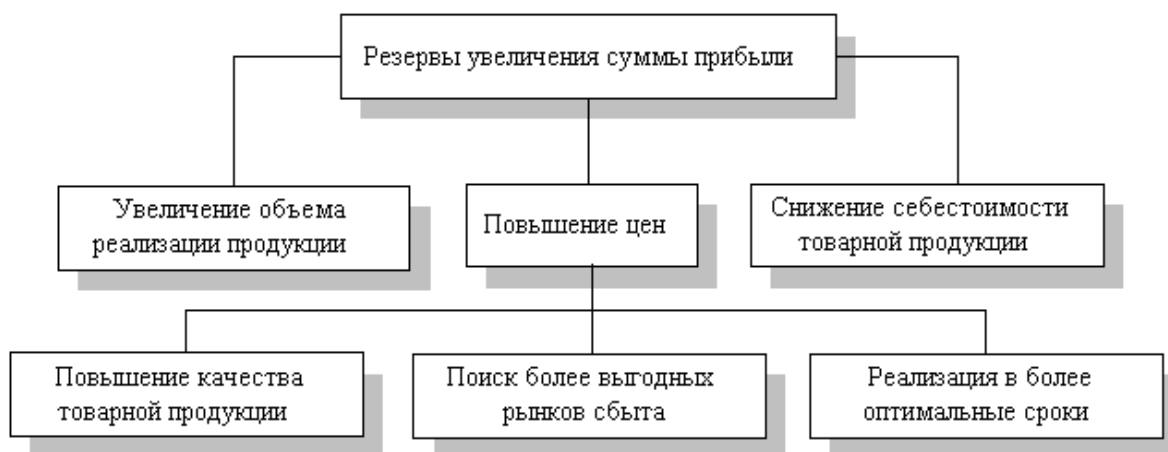 Резервы увеличения суммы прибыли
Увеличение объема
реализации продукции
Повышение цен
Снижение себестоимости
товарной продукции
Повышение качества
товарной продукции
Поиск более выгодных
рынков сбыта
Реализация в более
оптимальные сроки